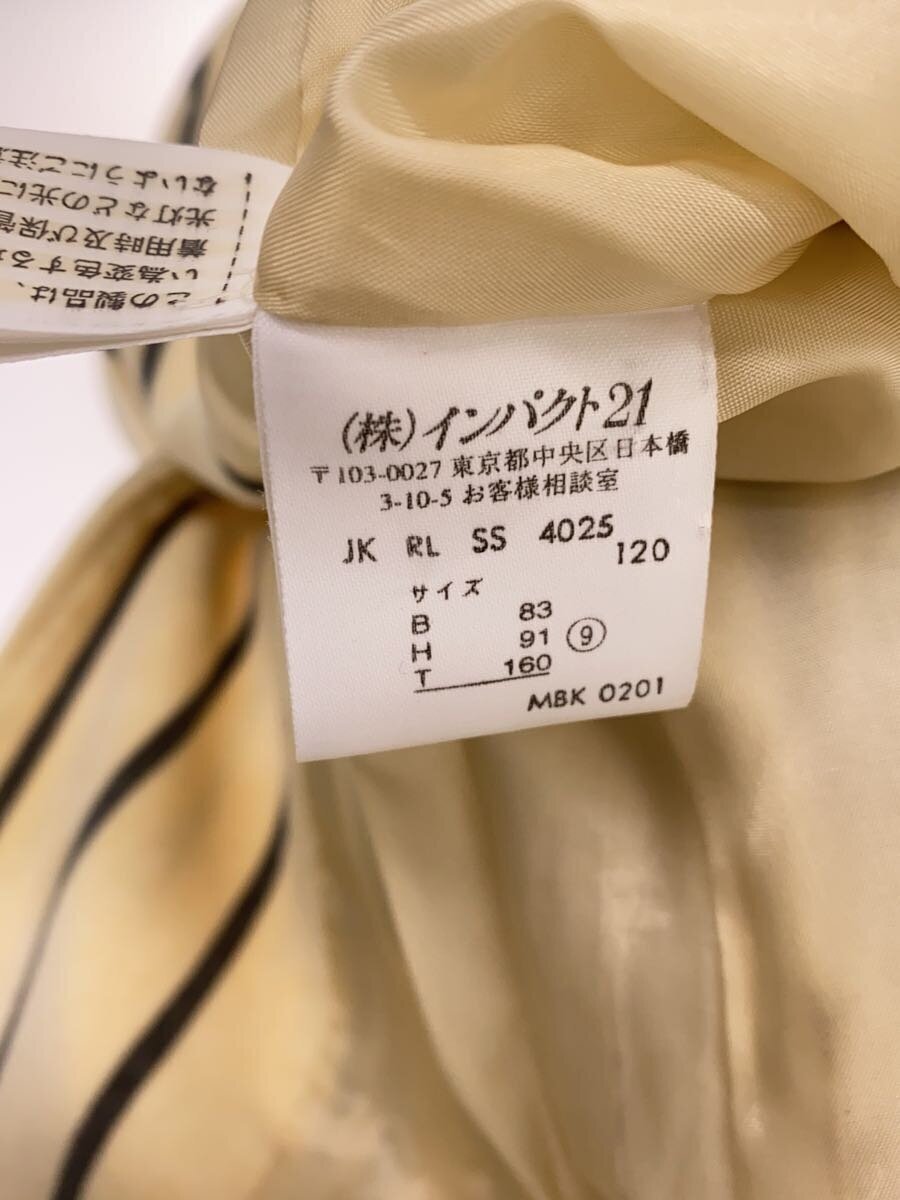 (株)インパクト21
〒103-0027 東京都中央区日本橋
3-10-5 お客様相談室
JK RL SS 4025
120
サイズ
B 83
H 91 ⑨
T 160
MBK 0201
この製品は、
い為変色する
着用時及び保管
光灯などの光に
ないようにご注